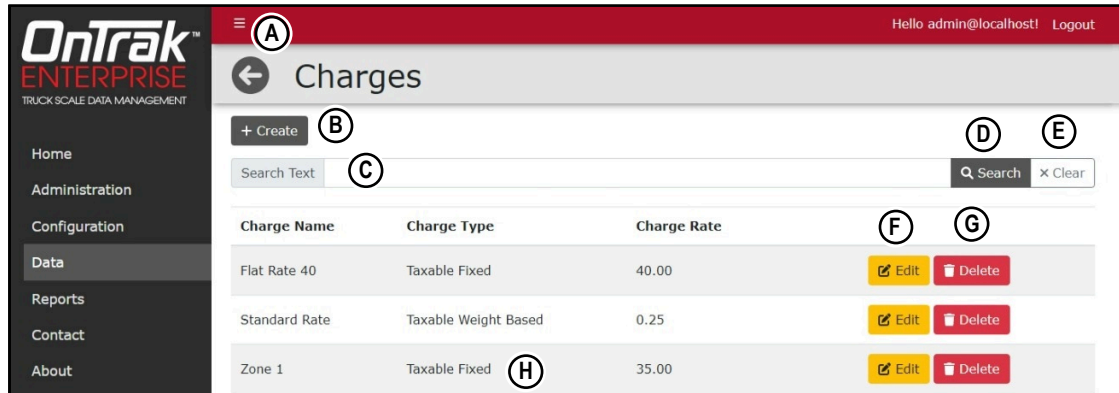 OnTrak™
ENTERPRISE
TRUCK SCALE DATA MANAGEMENT
Home
Administration
Configuration
Data
Reports
Contact
About
A
Hello admin@localhost! Logout
Charges
+ Create B
D E
Search Text C Search × Clear
Charge Name Charge Type Charge Rate F G
Flat Rate 40 Taxable Fixed 40.00 Edit Delete
Standard Rate Taxable Weight Based 0.25 Edit Delete
Zone 1 Taxable Fixed H 35.00 Edit Delete